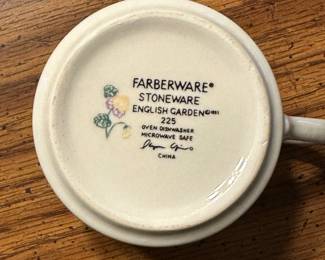 FARBERWARE®
STONEWARE
ENGLISH GARDEN©
225
OVEN DISHWASHER
MICROWAVE SAFE
CHINA